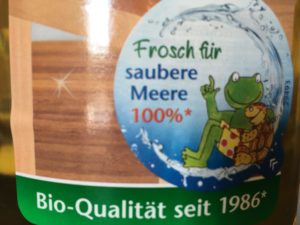 Frosch für
saubere
Meere
100%*
Bio-Qualität seit 1986*